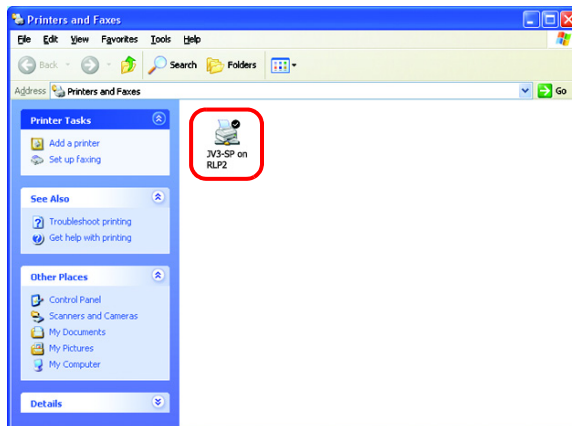 Printers and Faxes
File Edit View Favorites Tools Help
Back Search Folders
Address Printers and Faxes Go
Printer Tasks
Add a printer
Set up faxing
See Also
Troubleshoot printing
Get help with printing
Other Places
Control Panel
Scanners and Cameras
My Documents
My Pictures
My Computer
Details
JV3-SP on
RLP2